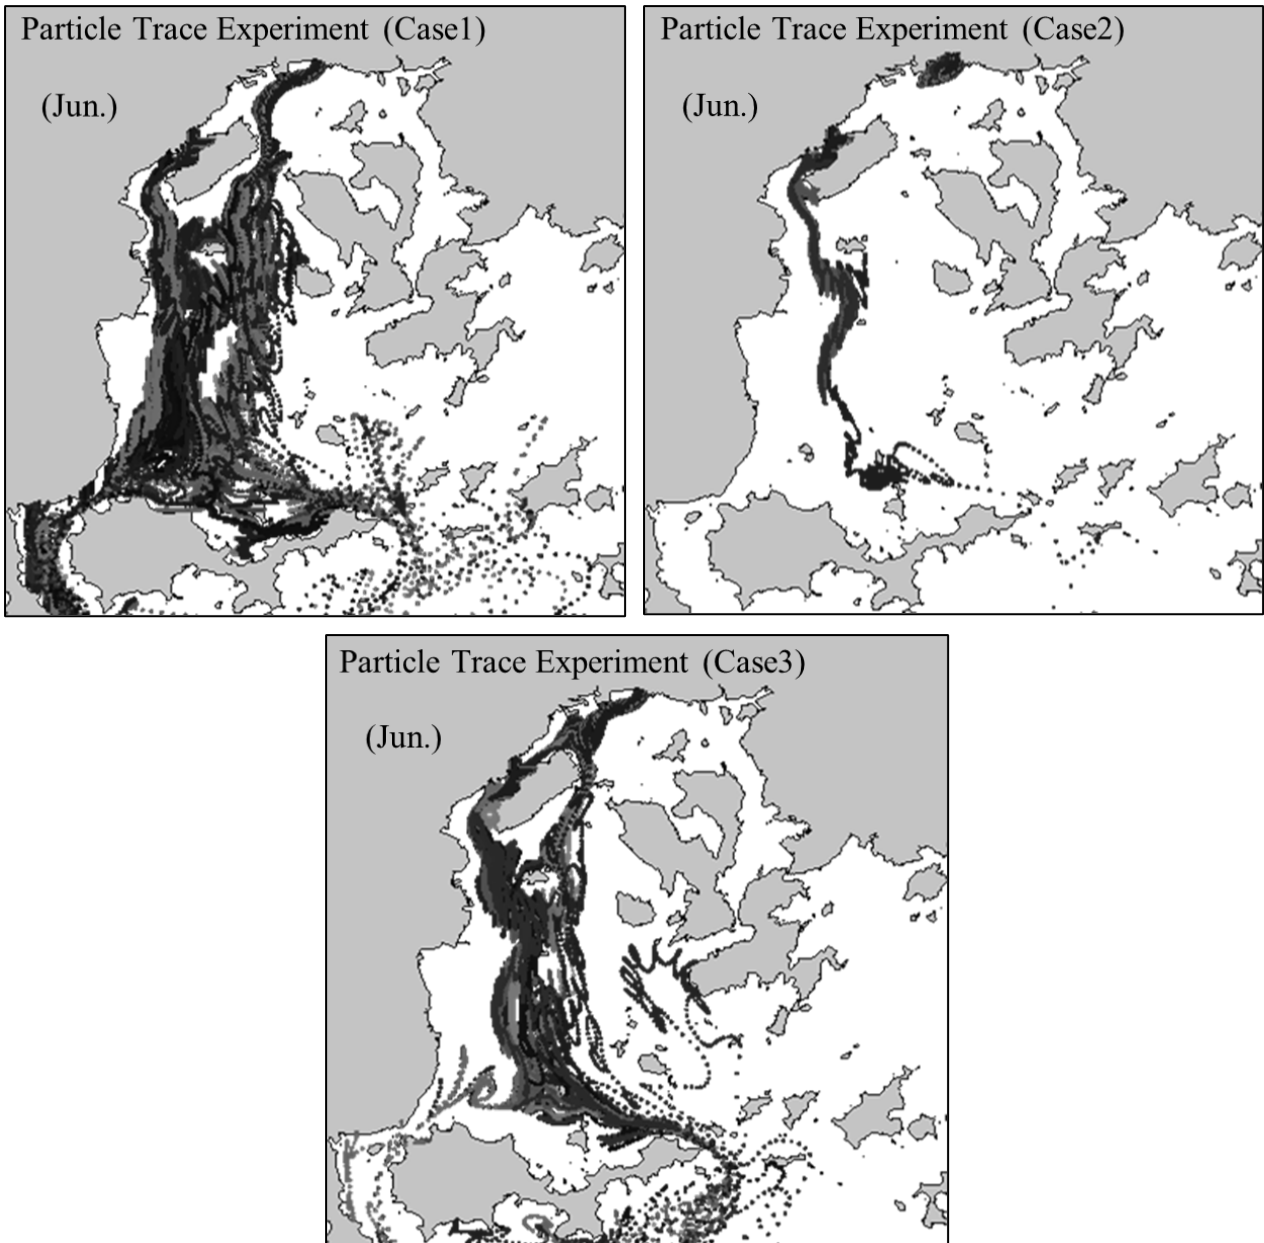 Particle Trace Experiment (Case1)
(Jun.)
Particle Trace Experiment (Case2)
(Jun.)
Particle Trace Experiment (Case3)
(Jun.)